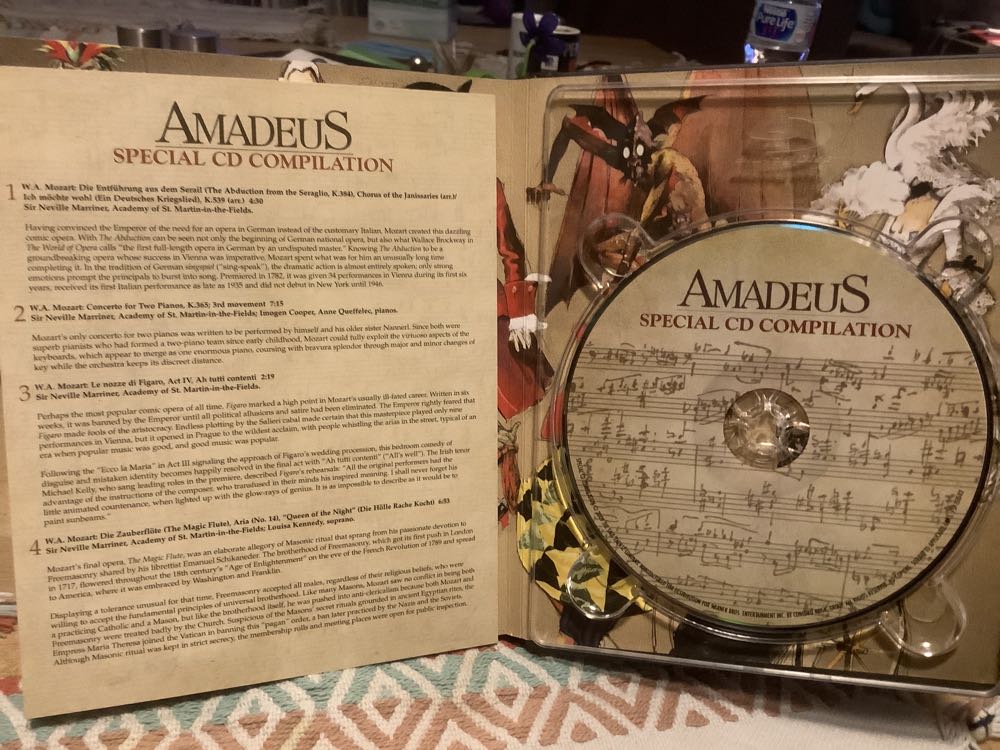 AMADEUS
SPECIAL CD COMPILATION
1 W.A. Mozart: Die Entführung aus dem Serail (The Abduction from the Seraglio, K.384), Chorus of the Janissaries (arr.)/
Ich möchte wohl (Ein Deutsches Kriegslied), K.539 (arr.) 4:30
Sir Neville Marriner, Academy of St. Martin-in-the-Fields.
Having convinced the Emperor of the need for an opera in German instead of the customary Italian, Mozart created this dazzling
comic opera. With The Abduction can be seen not only the beginning of German national opera, but also what Wallace Brockway in
The World of Opera calls "the first full-length opera in German by an undisputed master." Knowing The Abduction to be a
groundbreaking opera whose success in Vienna was imperative, Mozart spent what was for him an unusually long time
completing it. In the tradition of German singspiel ("sing-speak"), the dramatic action is almost entirely spoken; only strong
emotions prompt the principals to burst into song. Premiered in 1782, it was given 34 performances in Vienna during its first six
years, received its first Italian performance as late as 1935 and did not debut in New York until 1946.
2 W.A. Mozart: Concerto for Two Pianos, K.365; 3rd movement 7:15
Sir Neville Marriner, Academy of St. Martin-in-the-Fields; Imogen Cooper, Anne Queffelec, pianos.
Mozart's only concerto for two pianos was written to be performed by himself and his older sister Nannerl. Since both were
superb pianists who had formed a two-piano team since early childhood, Mozart could fully exploit the virtuoso aspects of the
keyboards, which appear to merge as one enormous piano, coursing with bravura splendor through major and minor changes of
key while the orchestra keeps its discreet distance.
3 W.A. Mozart: Le nozze di Figaro, Act IV, Ah tutti contenti 2:19
Sir Neville Marriner, Academy of St. Martin-in-the-Fields.
Perhaps the most popular comic opera of all time, Figaro marked a high point in Mozart's usually ill-fated career. Written in six
weeks, it was banned by the Emperor until all political allusions and satire had been eliminated. The Emperor rightly feared that
Figaro made fools of the aristocracy. Endless plotting by the Salieri cabal made certain that this masterpiece played only nine
performances in Vienna, but it opened in Prague to the wildest acclaim, with people whistling the arias in the street, typical of an
era when popular music was good, and good music was popular.
Following the "Ecco la Maria" in Act III signaling the approach of Figaro's wedding procession, this bedroom comedy of
disguise and mistaken identity becomes happily resolved in the final act with "Ah tutti contenti" ("All's well"). The Irish tenor
Michael Kelly, who sang leading roles in the premiere, described Figaro's rehearsals: "All the original performers had the
advantage of the instructions of the composer, who transfused in their minds his inspired meaning. I shall never forget his
little animated countenance, when lighted up with the glow-rays of genius. It is as impossible to describe as it would be to
paint sunbeams."
4 W.A. Mozart: Die Zauberflöte (The Magic Flute), Aria (No. 14), "Queen of the Night" (Die Hölle Rache Kocht) 6:53
Sir Neville Marriner, Academy of St. Martin-in-the-Fields; Louisa Kennedy, soprano.
Mozart's final opera, The Magic Flute, was an elaborate allegory of Masonic ritual that sprang from his passionate devotion to
Freemasonry shared by his librettist Emanuel Schikaneder. The brotherhood of Freemasonry, which got its first push in London
in 1717, flowered throughout the 18th century's "Age of Enlightenment" on the eve of the French Revolution of 1789 and spread
to America, where it was embraced by Washington and Franklin.
Displaying a tolerance unusual for that time, Freemasonry accepted all males, regardless of their religious beliefs, who were
willing to accept the fundamental principles of universal brotherhood. Like many Masons, Mozart saw no conflict in being both
a practicing Catholic and a Mason, but like the brotherhood itself, he was pushed into anti-clericalism because both Mozart and
Freemasonry were treated badly by the Church. Suspicious of the Masons' secret rituals grounded in ancient Egyptian rites, the
Empress Maria Theresa joined the Vatican in banning this "pagan" order, a ban later practiced by the Nazis and the Soviets.
Although Masonic ritual was kept in strict secrecy, the membership rolls and meeting places were open for public inspection.
Nestle
Pure Life
AMADEUS
SPECIAL CD COMPILATION
FOR WARNER BROS. ENTERTAINMENT INC. BY CONCORD MUSIC GROUP. ALL RIGHTS RESERVED.